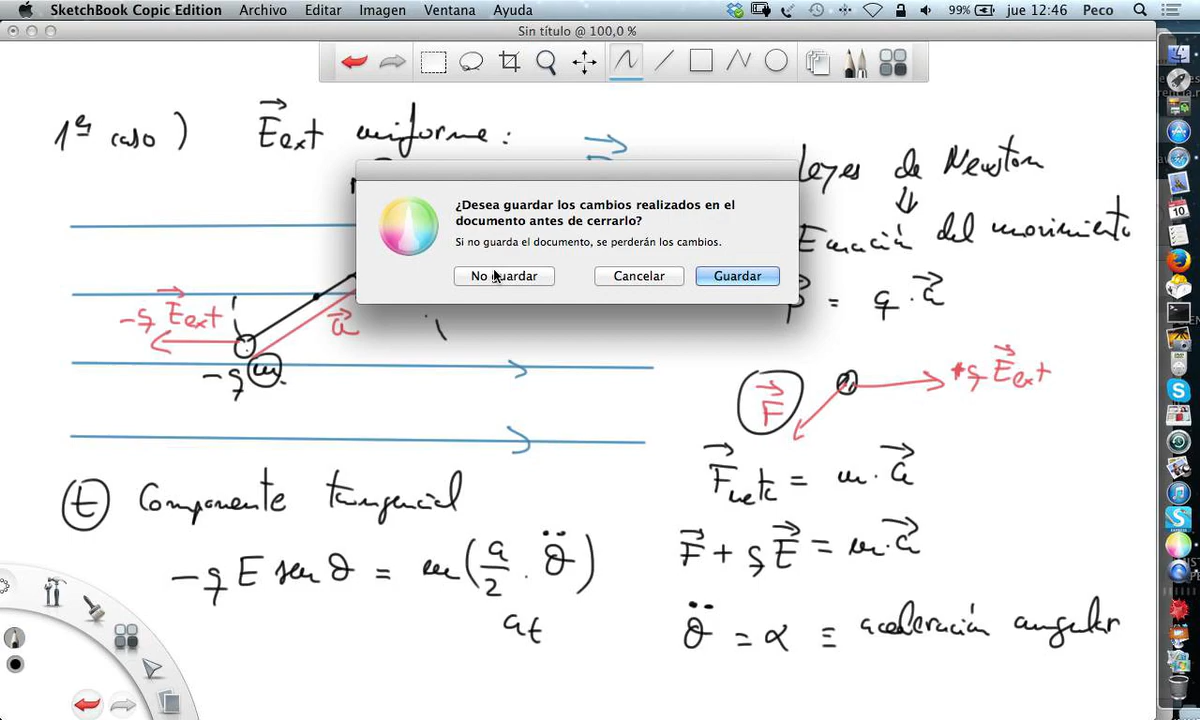 SketchBook Copic Edition Archivo Editar Imagen Ventana Ayuda 99% jue 12:46 Peco
Sin título @ 100,0 %
1er caso ) E⃗ext uniforme :
Leyes de Newton
⇓
Ecuación del movimiento
¿Desea guardar los cambios realizados en el
documento antes de cerrarlo?
Si no guarda el documento, se perderán los cambios.
No guardar Cancelar Guardar
p⃗ = q · a⃗
-q E⃗ext
a⃗
-q m
F⃗
+q E⃗ext
F⃗neta = m · a⃗
t Componente tangencial
F⃗ + q E⃗ = m · a⃗
-q E sen θ = m ( a/2 · θ̈ )
at
θ̈ = α ≡ aceleración angular